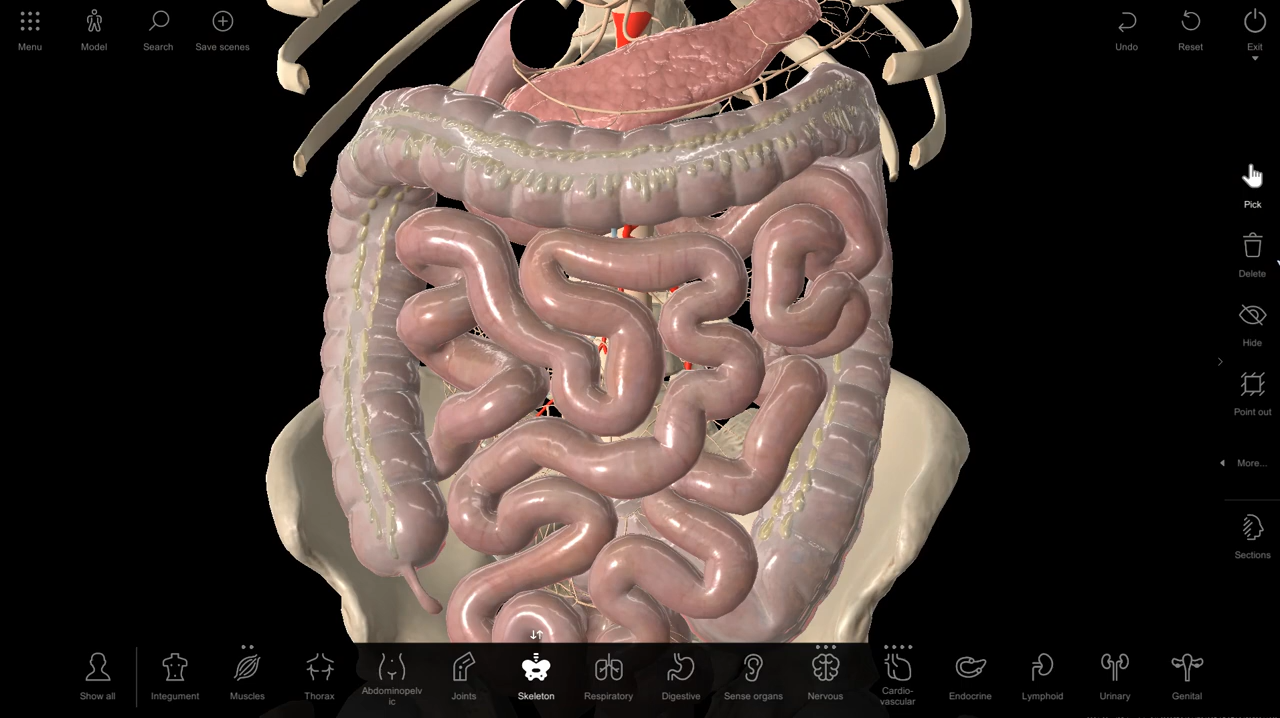 Menu
Model
Search
Save scenes
Undo
Reset
Exit
Pick
Delete
Hide
Point out
More...
Sections
Show all
Integument
Muscles
Thorax
Abdominopelv
ic
Joints
Skeleton
Respiratory
Digestive
Sense organs
Nervous
Cardio-
vascular
Endocrine
Lymphoid
Urinary
Genital